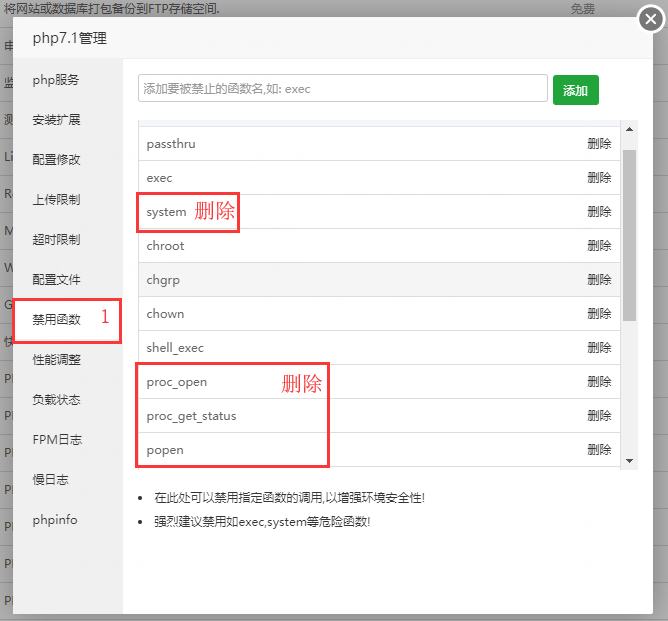 将网站或数据库打包备份到FTP存储空间. 免费
php7.1管理
php服务
安装扩展
配置修改
上传限制
超时限制
配置文件
禁用函数 1
性能调整
负载状态
FPM日志
慢日志
phpinfo
添加要被禁止的函数名,如: exec 添加
passthru 删除
exec 删除
system 删除 删除
chroot 删除
chgrp 删除
chown 删除
shell_exec 删除
proc_open 删除 删除
proc_get_status 删除
popen 删除
• 在此处可以禁用指定函数的调用,以增强环境安全性!
• 强烈建议禁用如exec,system等危险函数!